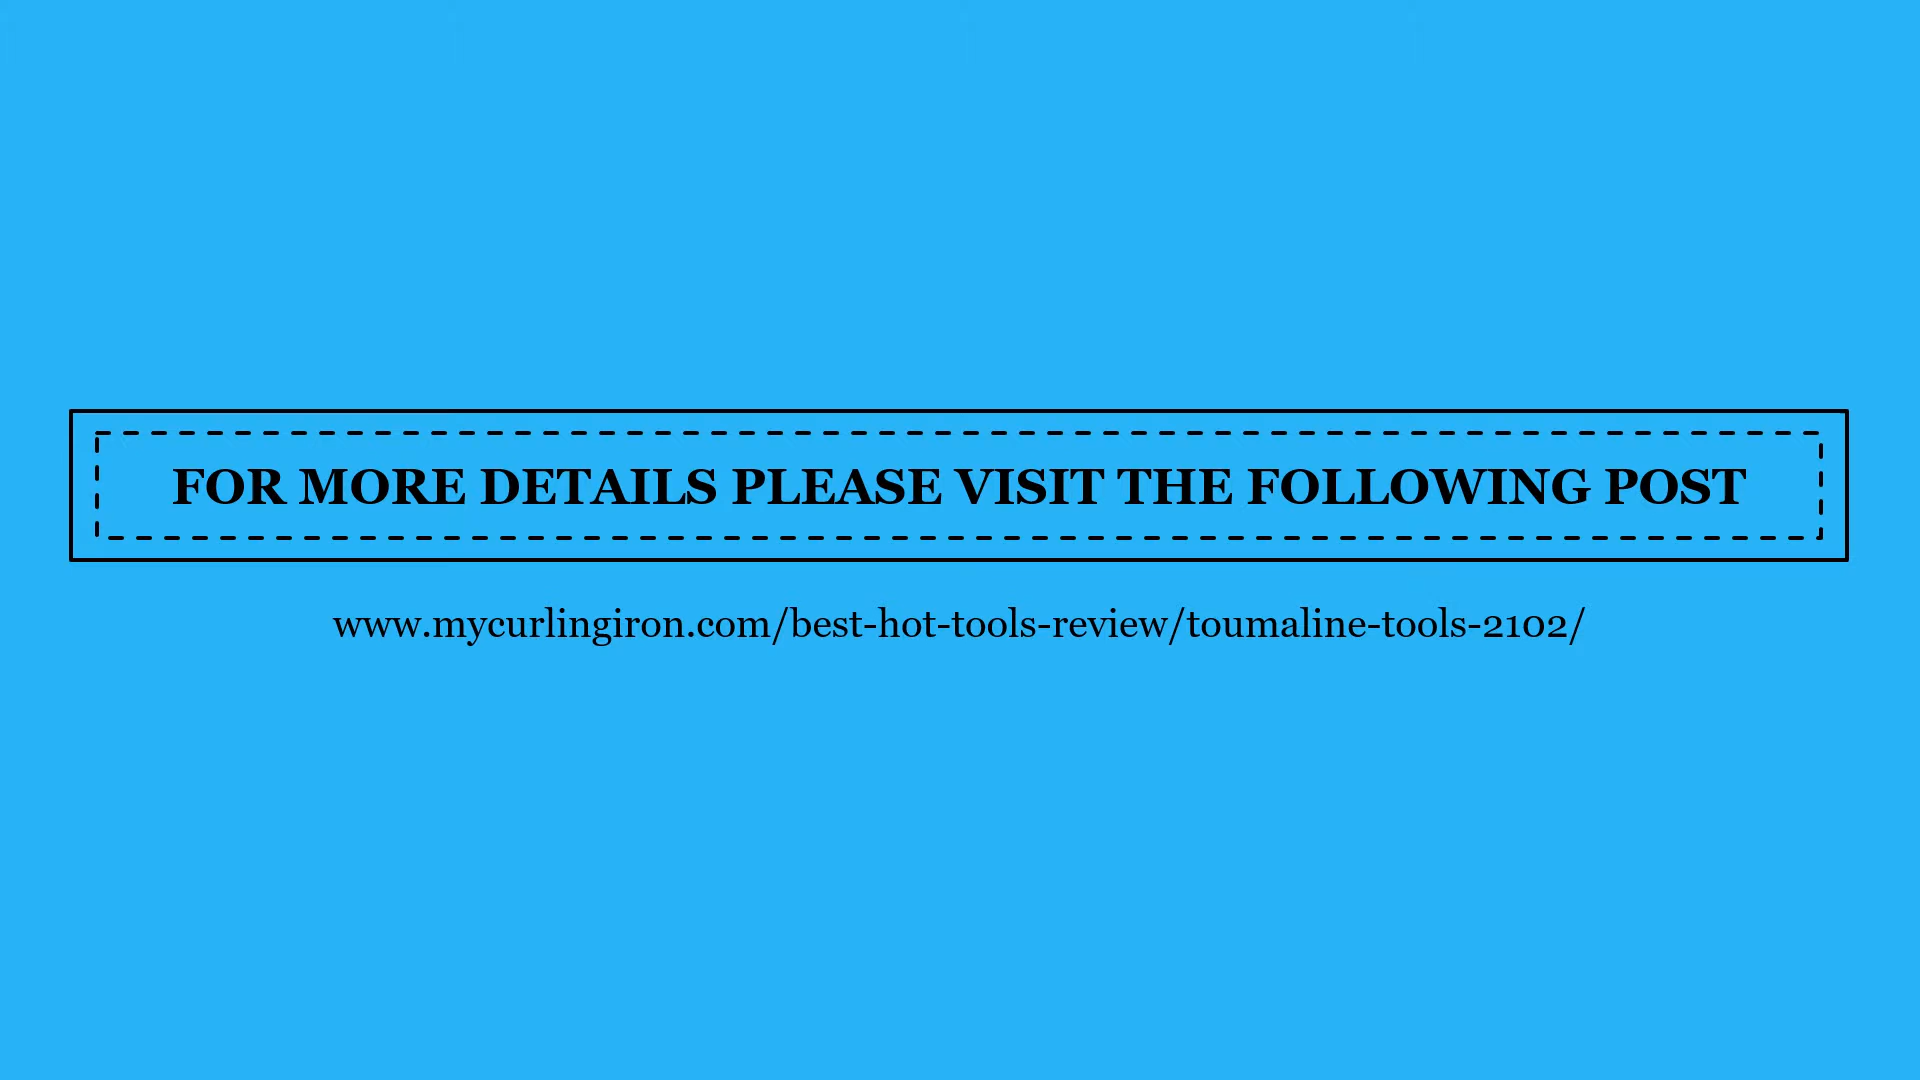 FOR MORE DETAILS PLEASE VISIT THE FOLLOWING POST
www.mycurlingiron.com/best-hot-tools-review/toumaline-tools-2102/